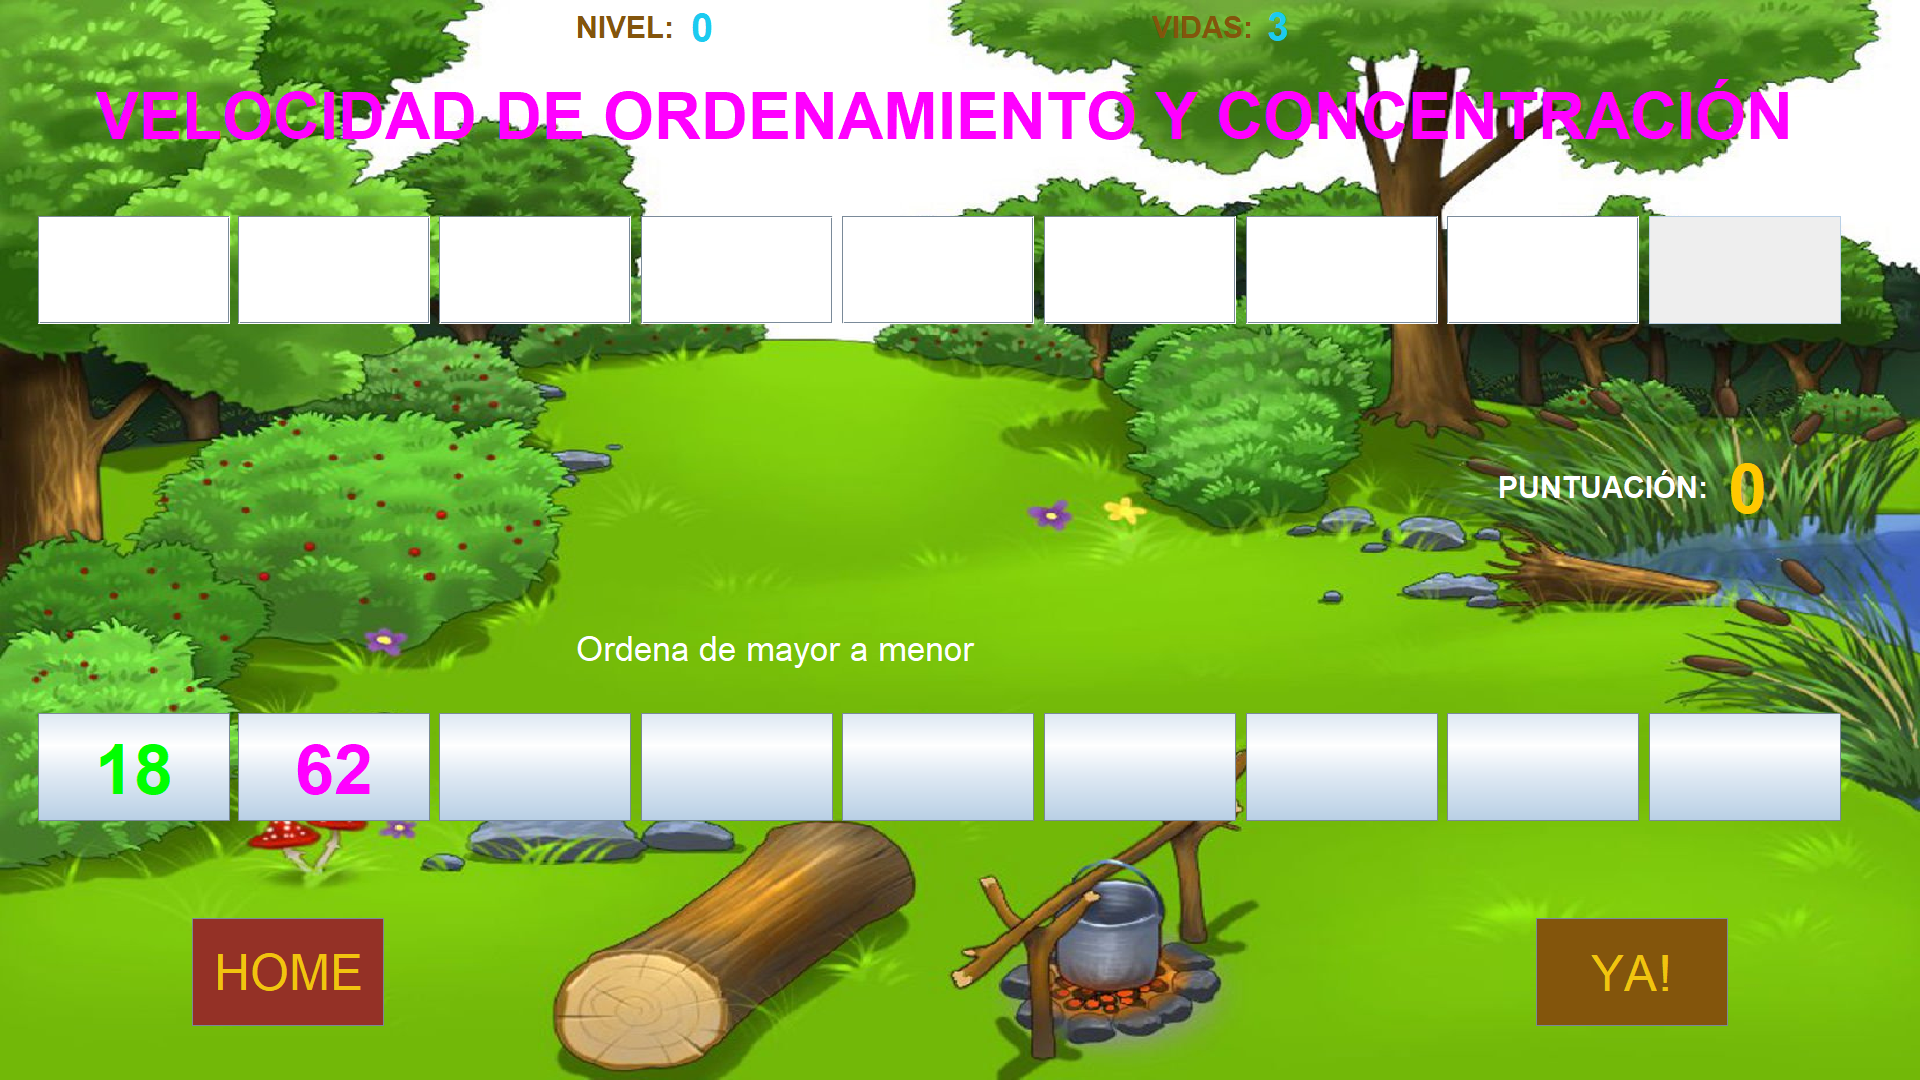 NIVEL: 0
VIDAS: 3
VELOCIDAD DE ORDENAMIENTO Y CONCENTRACIÓN
PUNTUACIÓN: 0
Ordena de mayor a menor
18 62
HOME
YA!